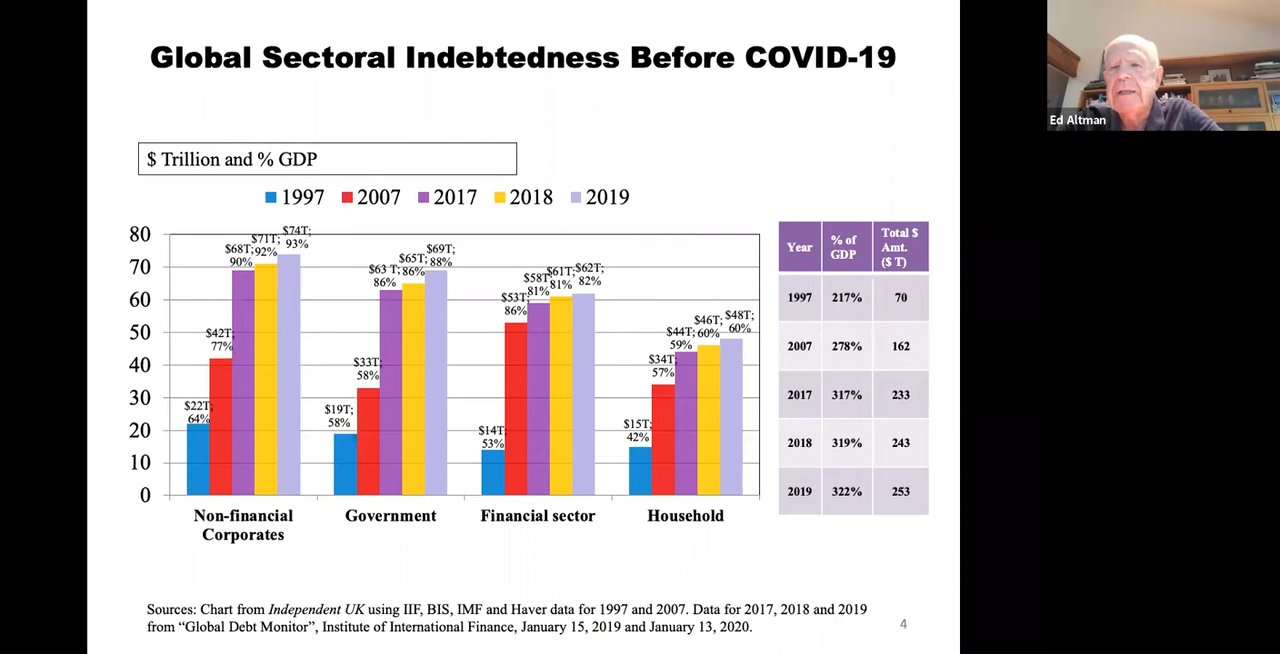 Global Sectoral Indebtedness Before COVID-19
Ed Altman
$ Trillion and % GDP
1997 2007 2017 2018 2019
80
70
60
50
40
30
20
10
0
$22T;
64%
$42T;
77%
$68T;
90%
$71T;
92%
$74T;
93%
$19T;
58%
$33T;
58%
$63 T;
86%
$65T;
86%
$69T;
88%
$14T;
53%
$53T;
86%
$58T;
81%
$61T;
81%
$62T;
82%
$15T;
42%
$34T;
57%
$44T;
59%
$46T;
60%
$48T;
60%
Non-financial
Corporates
Government
Financial sector
Household
Year % of GDP Total $ Amt. ($ T)
1997 217% 70
2007 278% 162
2017 317% 233
2018 319% 243
2019 322% 253
Sources: Chart from Independent UK using IIF, BIS, IMF and Haver data for 1997 and 2007. Data for 2017, 2018 and 2019
from “Global Debt Monitor”, Institute of International Finance, January 15, 2019 and January 13, 2020.
4